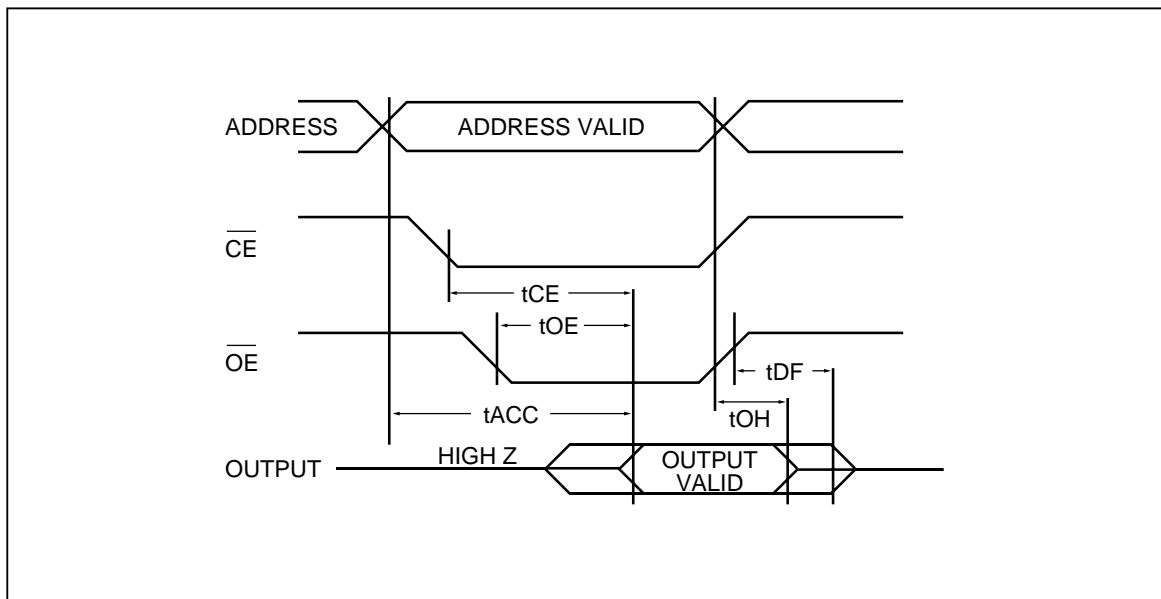 ADDRESS
ADDRESS VALID
CE
tCE
tOE
OE
tDF
tACC
tOH
HIGH Z
OUTPUT
OUTPUT
VALID